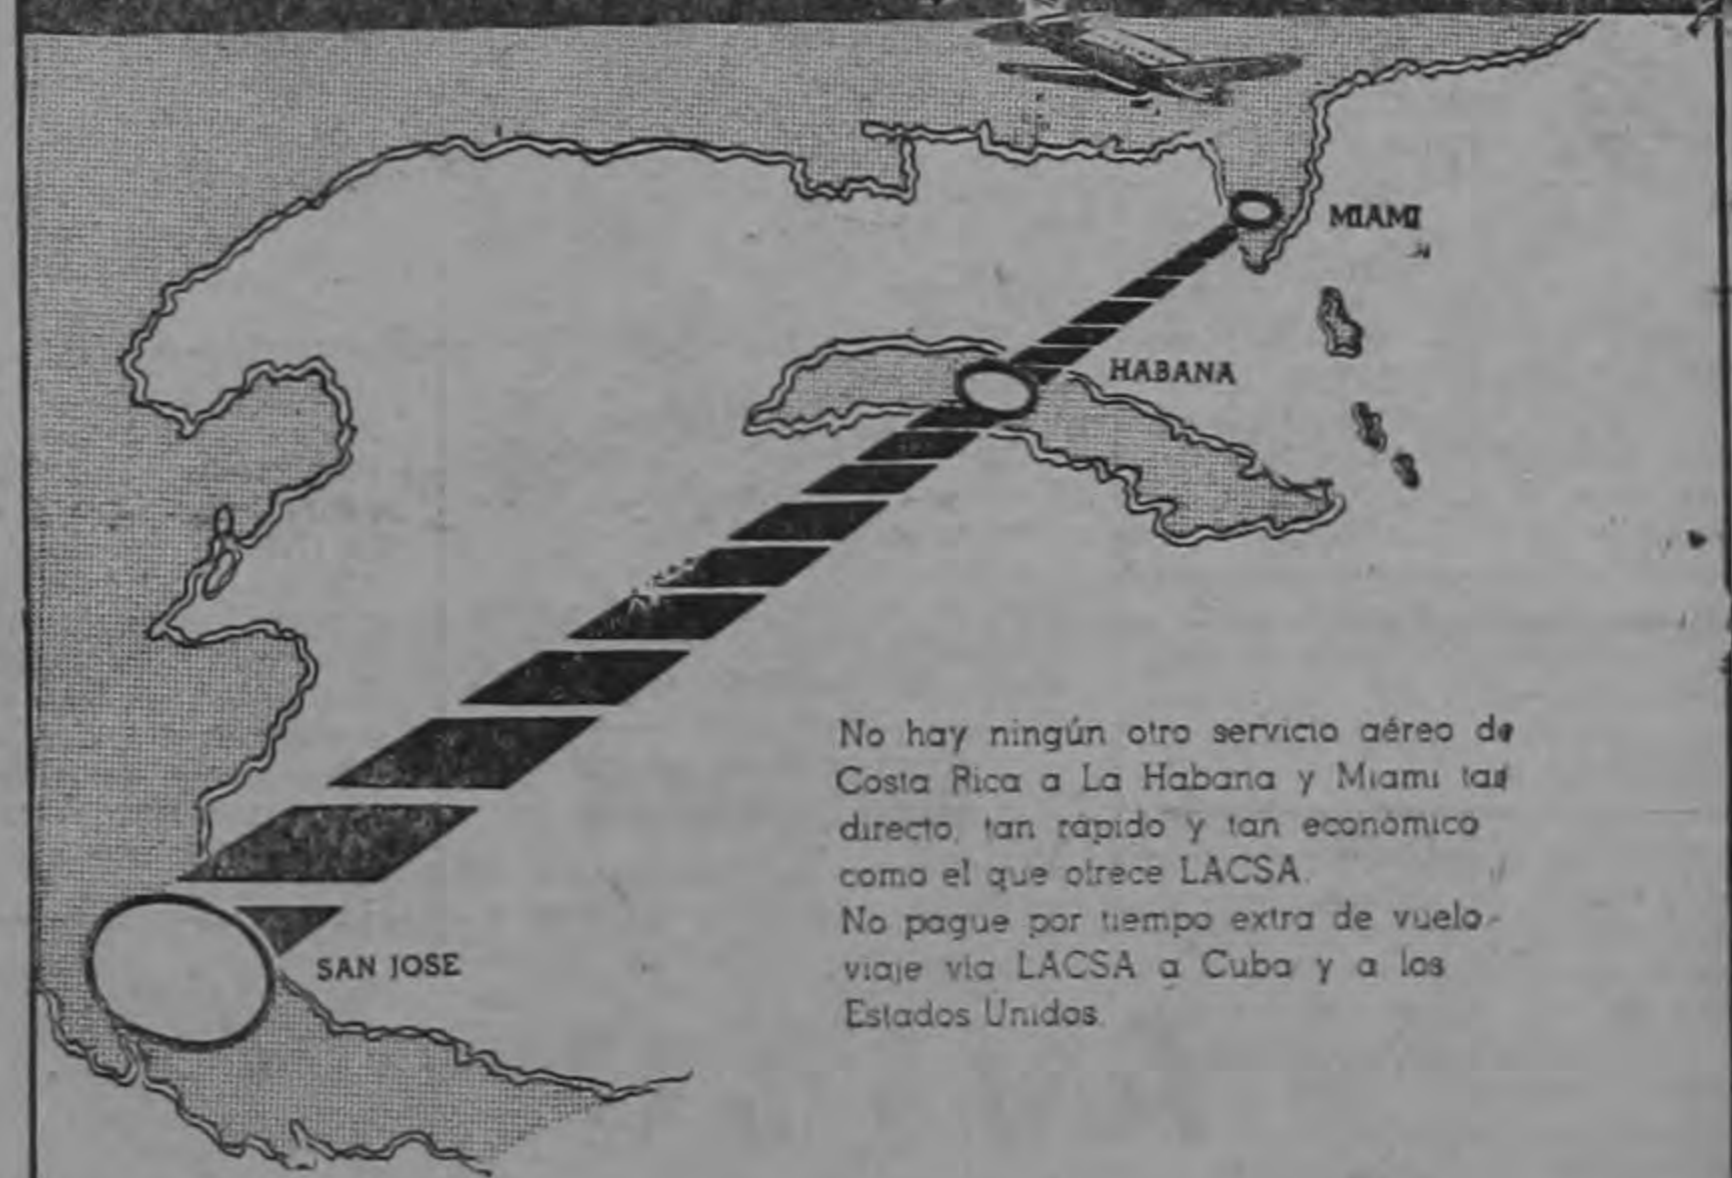 MIAMI
HABANA
SAN JOSE
No hay ningún otro servicio aéreo de
Costa Rica a La Habana y Miami tan
directo, tan rápido y tan económico
como el que ofrece LACSA.
No pague por tiempo extra de vuelo-
viaje vía LACSA a Cuba y a los
Estados Unidos.